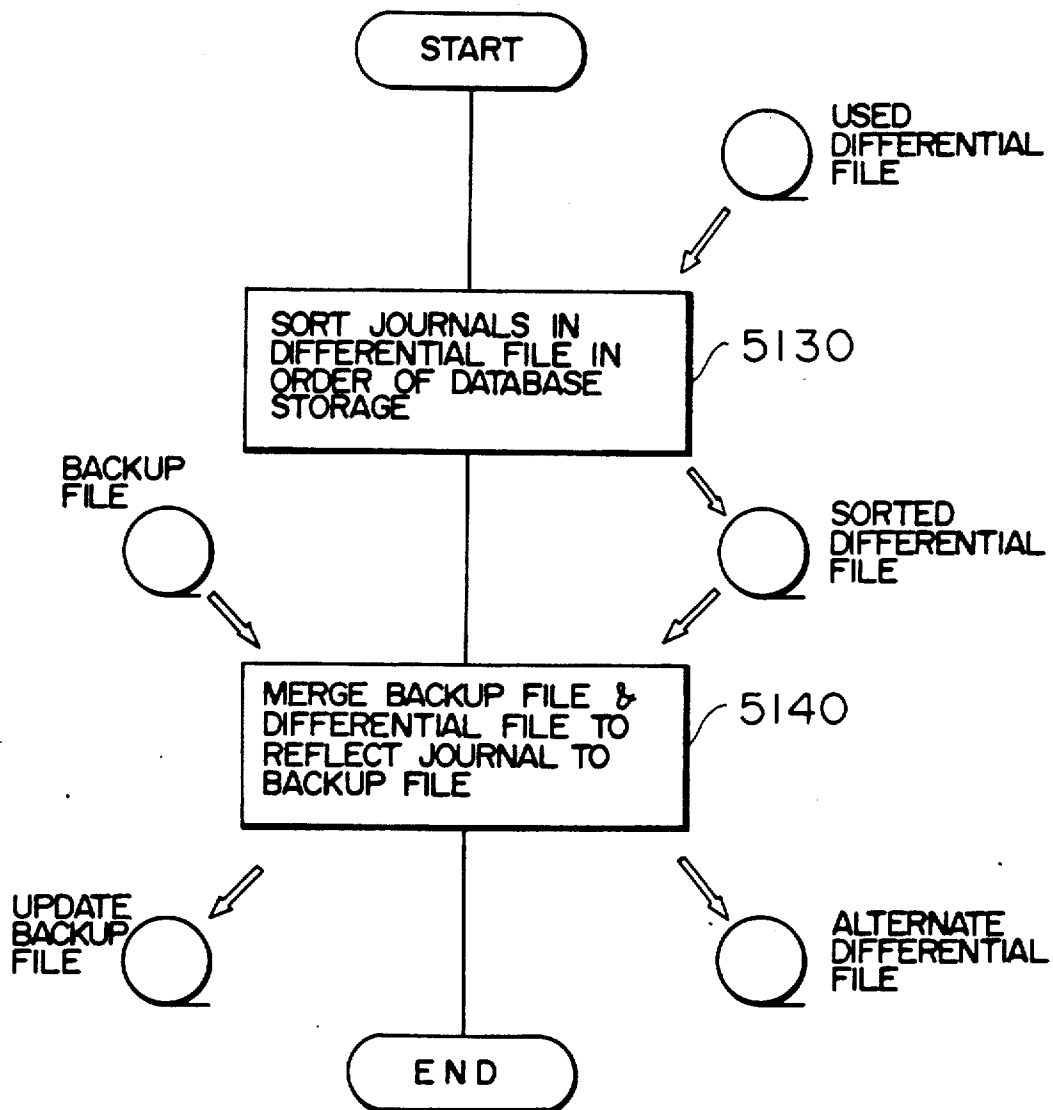 START
USED
DIFFERENTIAL
FILE
SORT JOURNALS IN
DIFFERENTIAL FILE IN
ORDER OF DATABASE
STORAGE
5130
BACKUP
FILE
SORTED
DIFFERENTIAL
FILE
MERGE BACKUP FILE &
DIFFERENTIAL FILE TO
REFLECT JOURNAL TO
BACKUP FILE
5140
UPDATE
BACKUP
FILE
ALTERNATE
DIFFERENTIAL
FILE
END